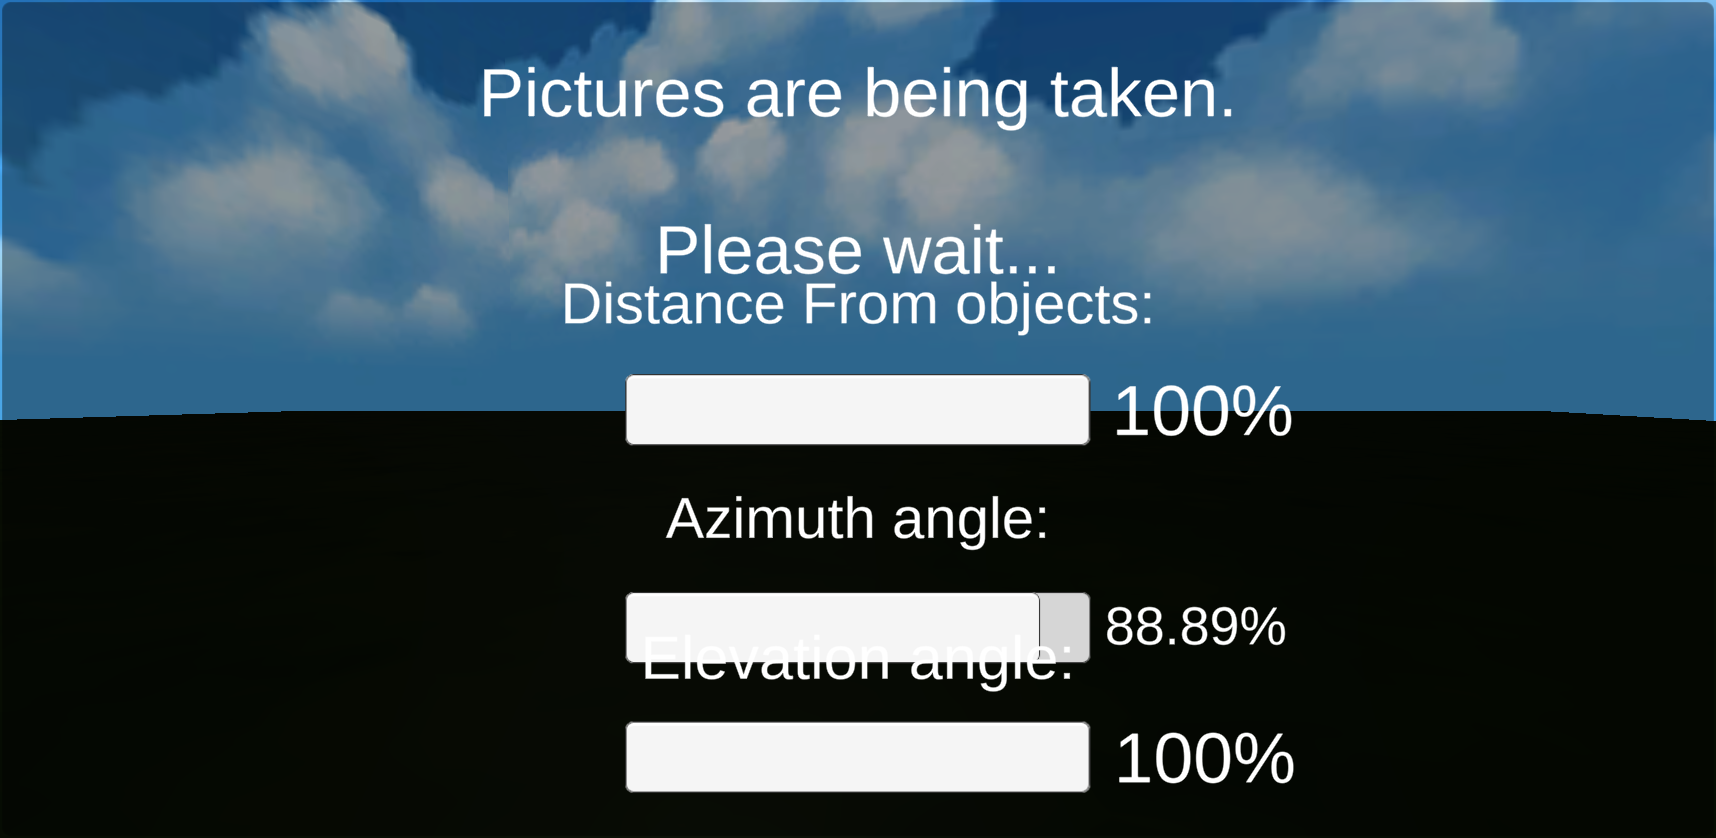 Pictures are being taken.
Please wait...
Distance From objects:
100%
Azimuth angle:
88.89%
Elevation angle:
100%